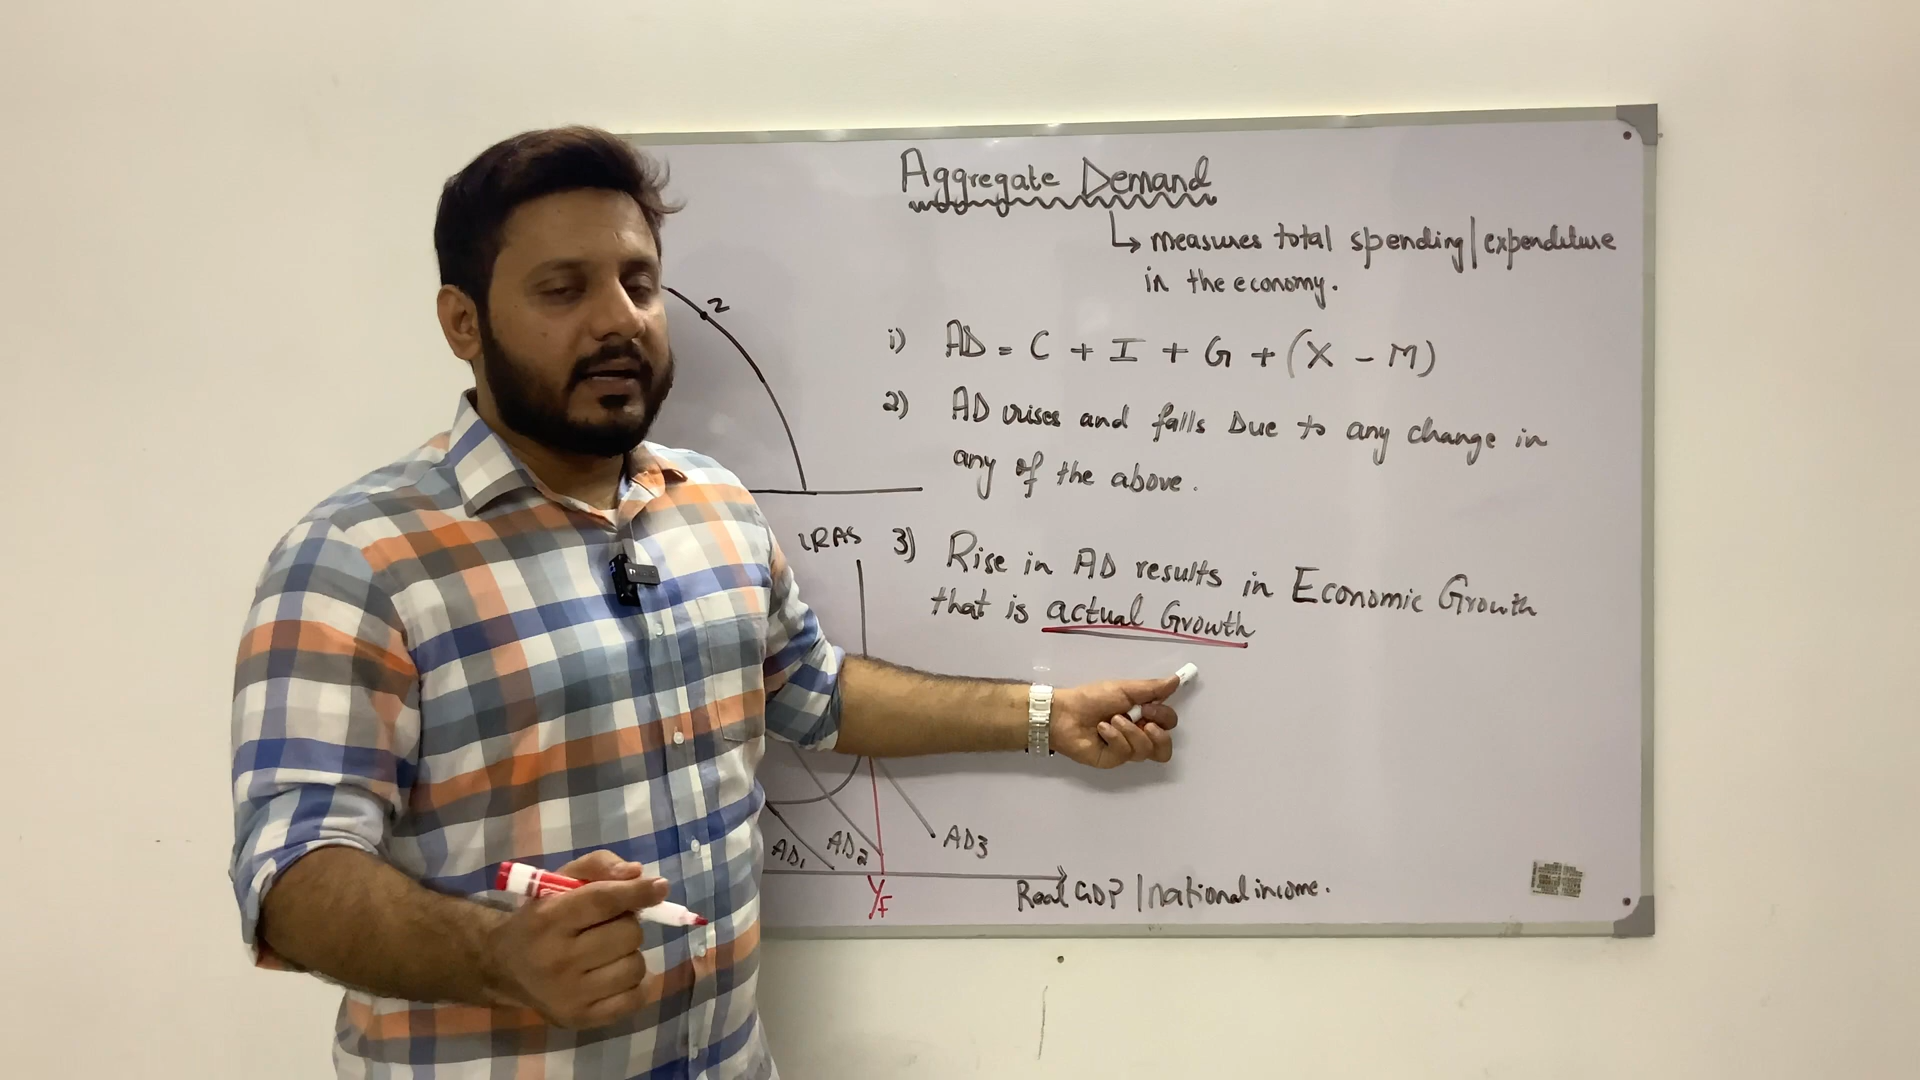 Aggregate Demand
↳ measures total spending/expenditure
in the economy.
2
i) AD = C + I + G + (X - M)
2) AD rises and falls Due to any change in
any of the above.
LRAS
3) Rise in AD results in Economic Growth
that is actual Growth
AD1
AD2
AD3
YF
Real GDP / national income.